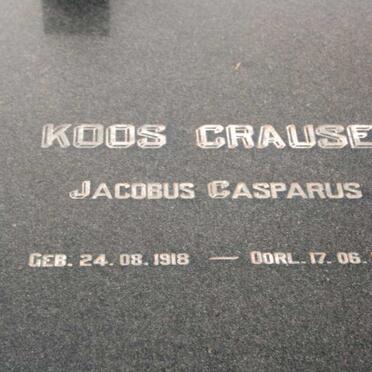 KOOS CRAUSE
JACOBUS CASPARUS
GEB. 24. 08. 1918 — OORL. 17. 06.